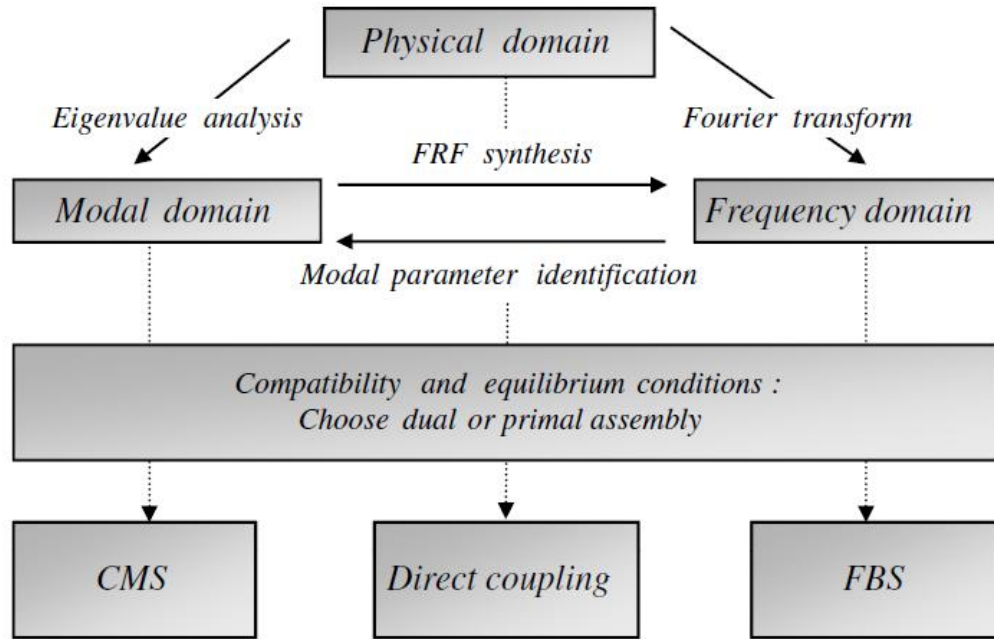 Physical domain
Eigenvalue analysis
Fourier transform
FRF synthesis
Modal domain
Frequency domain
Modal parameter identification
Compatibility and equilibrium conditions :
Choose dual or primal assembly
CMS
Direct coupling
FBS